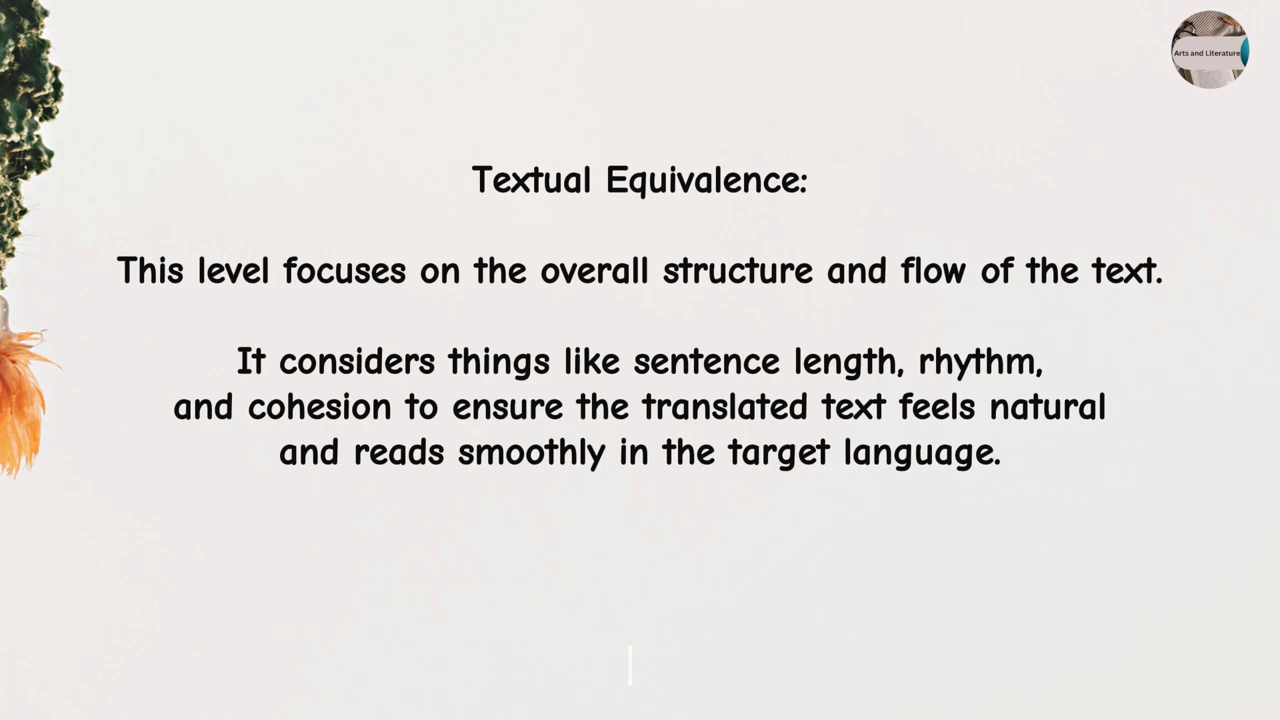 Arts and Literature
Textual Equivalence:
This level focuses on the overall structure and flow of the text.
It considers things like sentence length, rhythm,
and cohesion to ensure the translated text feels natural
and reads smoothly in the target language.